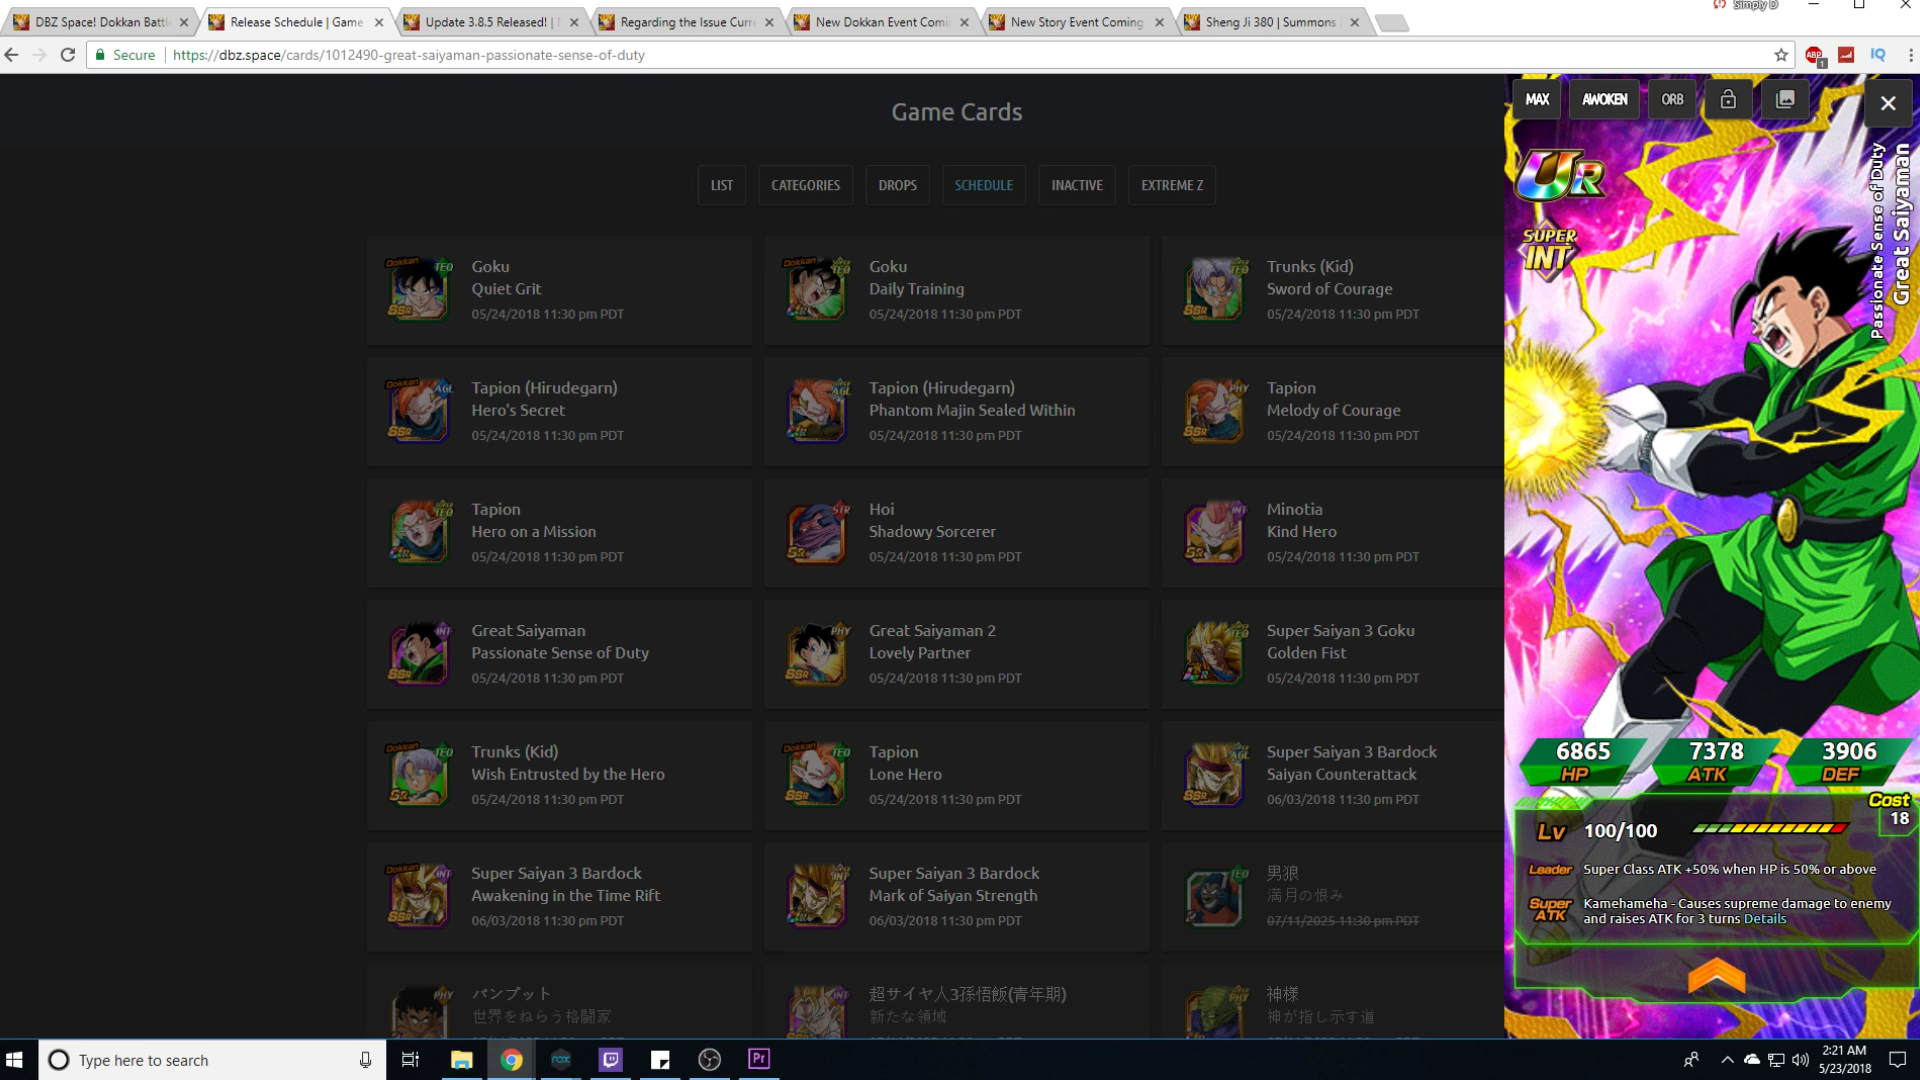 Simply D
DBZ Space! Dokkan Battl
Release Schedule | Game
Update 3.8.5 Released! |
Regarding the Issue Curr
New Dokkan Event Comi
New Story Event Coming
Sheng Ji 380 | Summons
Secure
https://dbz.space/cards/1012490-great-saiyaman-passionate-sense-of-duty
ABP
1
IQ
Game Cards
LIST
CATEGORIES
DROPS
SCHEDULE
INACTIVE
EXTREME Z
Goku
Quiet Grit
05/24/2018 11:30 pm PDT
Goku
Daily Training
05/24/2018 11:30 pm PDT
Trunks (Kid)
Sword of Courage
05/24/2018 11:30 pm PDT
Tapion (Hirudegarn)
Hero's Secret
05/24/2018 11:30 pm PDT
Tapion (Hirudegarn)
Phantom Majin Sealed Within
05/24/2018 11:30 pm PDT
Tapion
Melody of Courage
05/24/2018 11:30 pm PDT
Tapion
Hero on a Mission
05/24/2018 11:30 pm PDT
Hoi
Shadowy Sorcerer
05/24/2018 11:30 pm PDT
Minotia
Kind Hero
05/24/2018 11:30 pm PDT
Great Saiyaman
Passionate Sense of Duty
05/24/2018 11:30 pm PDT
Great Saiyaman 2
Lovely Partner
05/24/2018 11:30 pm PDT
Super Saiyan 3 Goku
Golden Fist
05/24/2018 11:30 pm PDT
Trunks (Kid)
Wish Entrusted by the Hero
05/24/2018 11:30 pm PDT
Tapion
Lone Hero
05/24/2018 11:30 pm PDT
Super Saiyan 3 Bardock
Saiyan Counterattack
06/03/2018 11:30 pm PDT
Super Saiyan 3 Bardock
Awakening in the Time Rift
06/03/2018 11:30 pm PDT
Super Saiyan 3 Bardock
Mark of Saiyan Strength
06/03/2018 11:30 pm PDT
男狼
満月の恨み
07/11/2025 11:30 pm PDT
パンプット
世界をねらう格闘家
超サイヤ人3孫悟飯(青年期)
新たな領域
神様
神が指し示す道
MAX
AWOKEN
ORB
UR
SUPER
INT
Passionate Sense of Duty
Great Saiyaman
6865
HP
7378
ATK
3906
DEF
Cost
18
Lv
100/100
Leader
Super Class ATK +50% when HP is 50% or above
Super
ATK
Kamehameha - Causes supreme damage to enemy
and raises ATK for 3 turns Details
Type here to search
nox
Pr
2:21 AM
5/23/2018